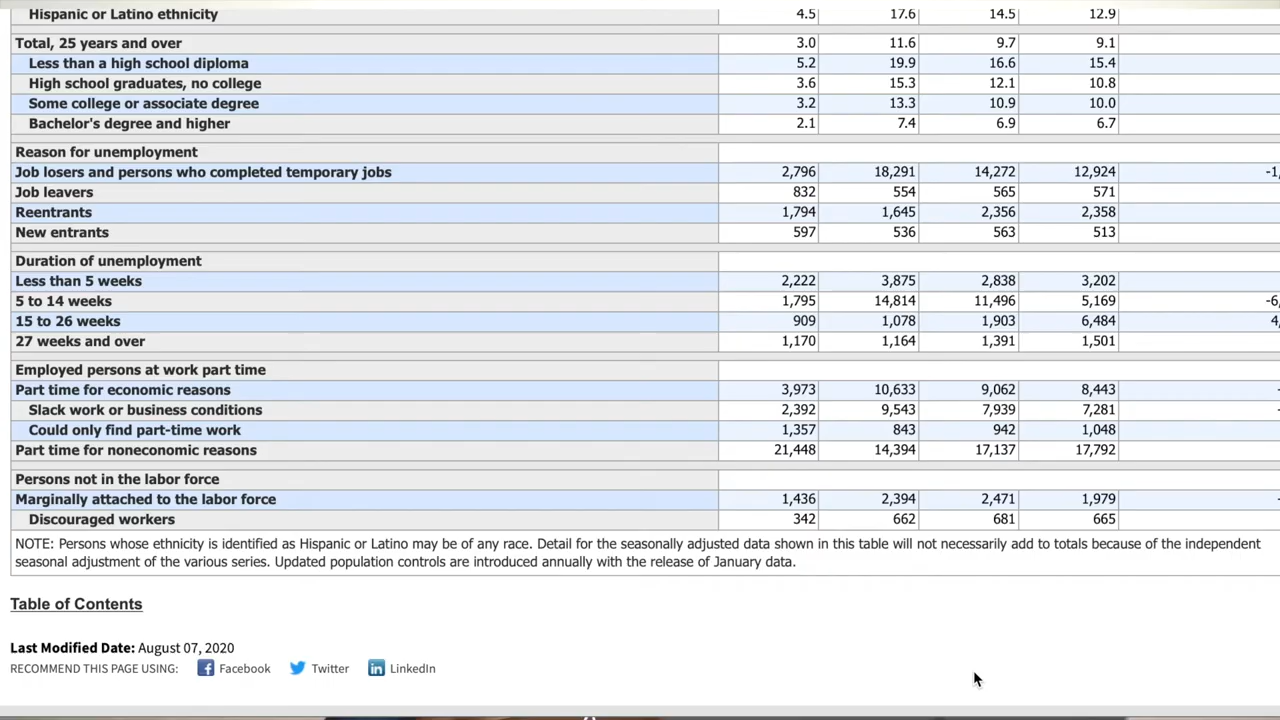 Hispanic or Latino ethnicity 4.5 17.6 14.5 12.9
Total, 25 years and over 3.0 11.6 9.7 9.1
Less than a high school diploma 5.2 19.9 16.6 15.4
High school graduates, no college 3.6 15.3 12.1 10.8
Some college or associate degree 3.2 13.3 10.9 10.0
Bachelor's degree and higher 2.1 7.4 6.9 6.7
Reason for unemployment
Job losers and persons who completed temporary jobs 2,796 18,291 14,272 12,924 -1,
Job leavers 832 554 565 571
Reentrants 1,794 1,645 2,356 2,358
New entrants 597 536 563 513
Duration of unemployment
Less than 5 weeks 2,222 3,875 2,838 3,202
5 to 14 weeks 1,795 14,814 11,496 5,169 -6,
15 to 26 weeks 909 1,078 1,903 6,484 4,
27 weeks and over 1,170 1,164 1,391 1,501
Employed persons at work part time
Part time for economic reasons 3,973 10,633 9,062 8,443 -
Slack work or business conditions 2,392 9,543 7,939 7,281 -
Could only find part-time work 1,357 843 942 1,048
Part time for noneconomic reasons 21,448 14,394 17,137 17,792
Persons not in the labor force
Marginally attached to the labor force 1,436 2,394 2,471 1,979 -
Discouraged workers 342 662 681 665
NOTE: Persons whose ethnicity is identified as Hispanic or Latino may be of any race. Detail for the seasonally adjusted data shown in this table will not necessarily add to totals because of the independent
seasonal adjustment of the various series. Updated population controls are introduced annually with the release of January data.
Table of Contents
Last Modified Date: August 07, 2020
RECOMMEND THIS PAGE USING: Facebook Twitter LinkedIn